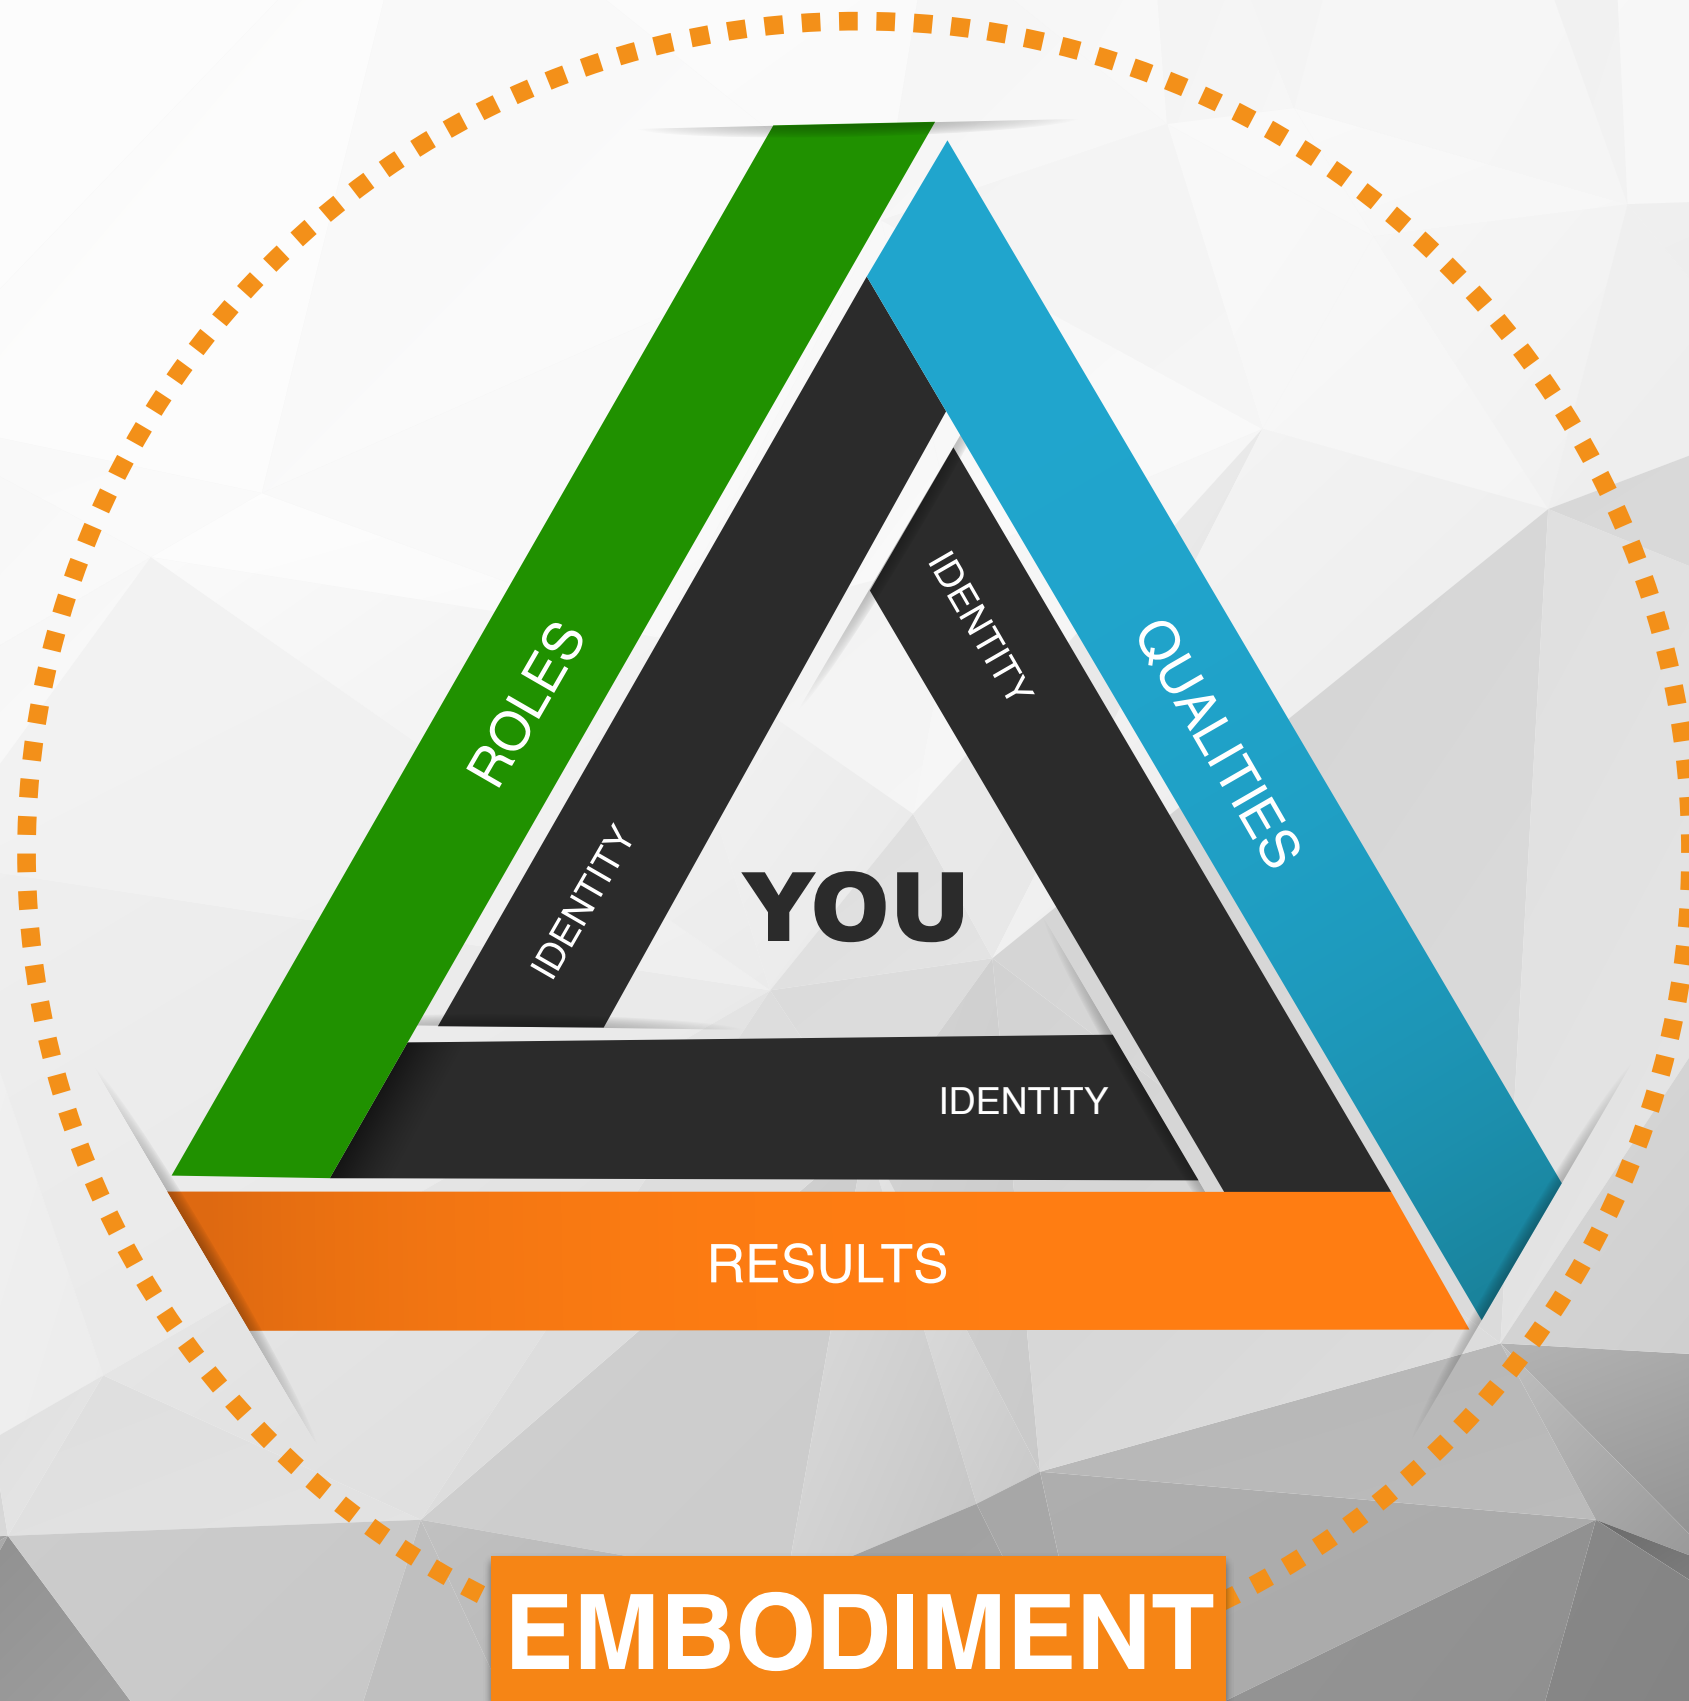 IDENTITY
ROLES
QUALITIES
IDENTITY
YOU
IDENTITY
RESULTS
EMBODIMENT